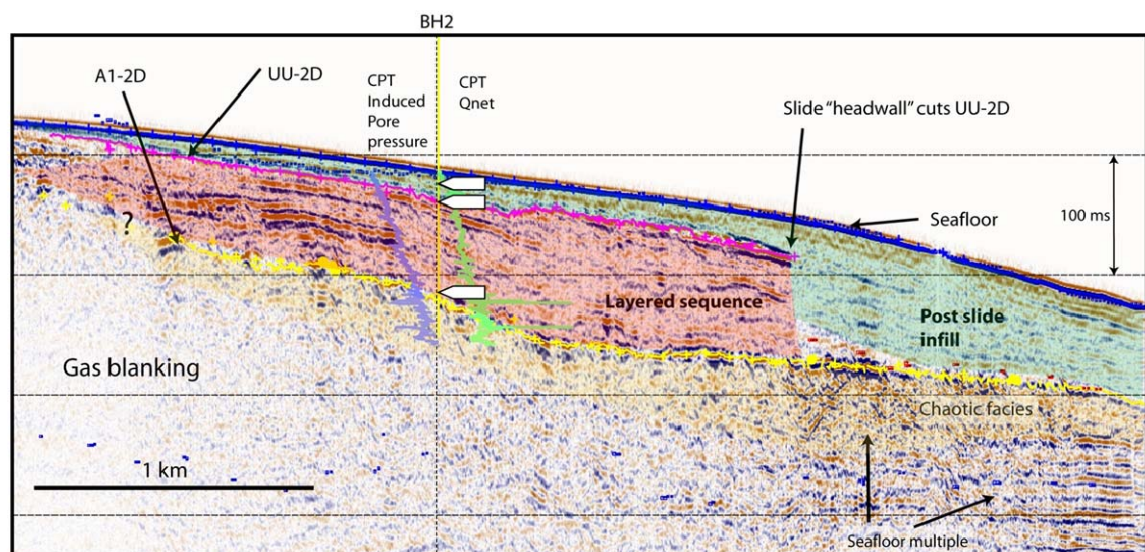 BH2
A1-2D
UU-2D
CPT
Induced
Pore
pressure
CPT
Qnet
Slide "headwall" cuts UU-2D
Seafloor
100 ms
?
Layered sequence
Post slide
infill
Gas blanking
Chaotic facies
1 km
Seafloor multiple